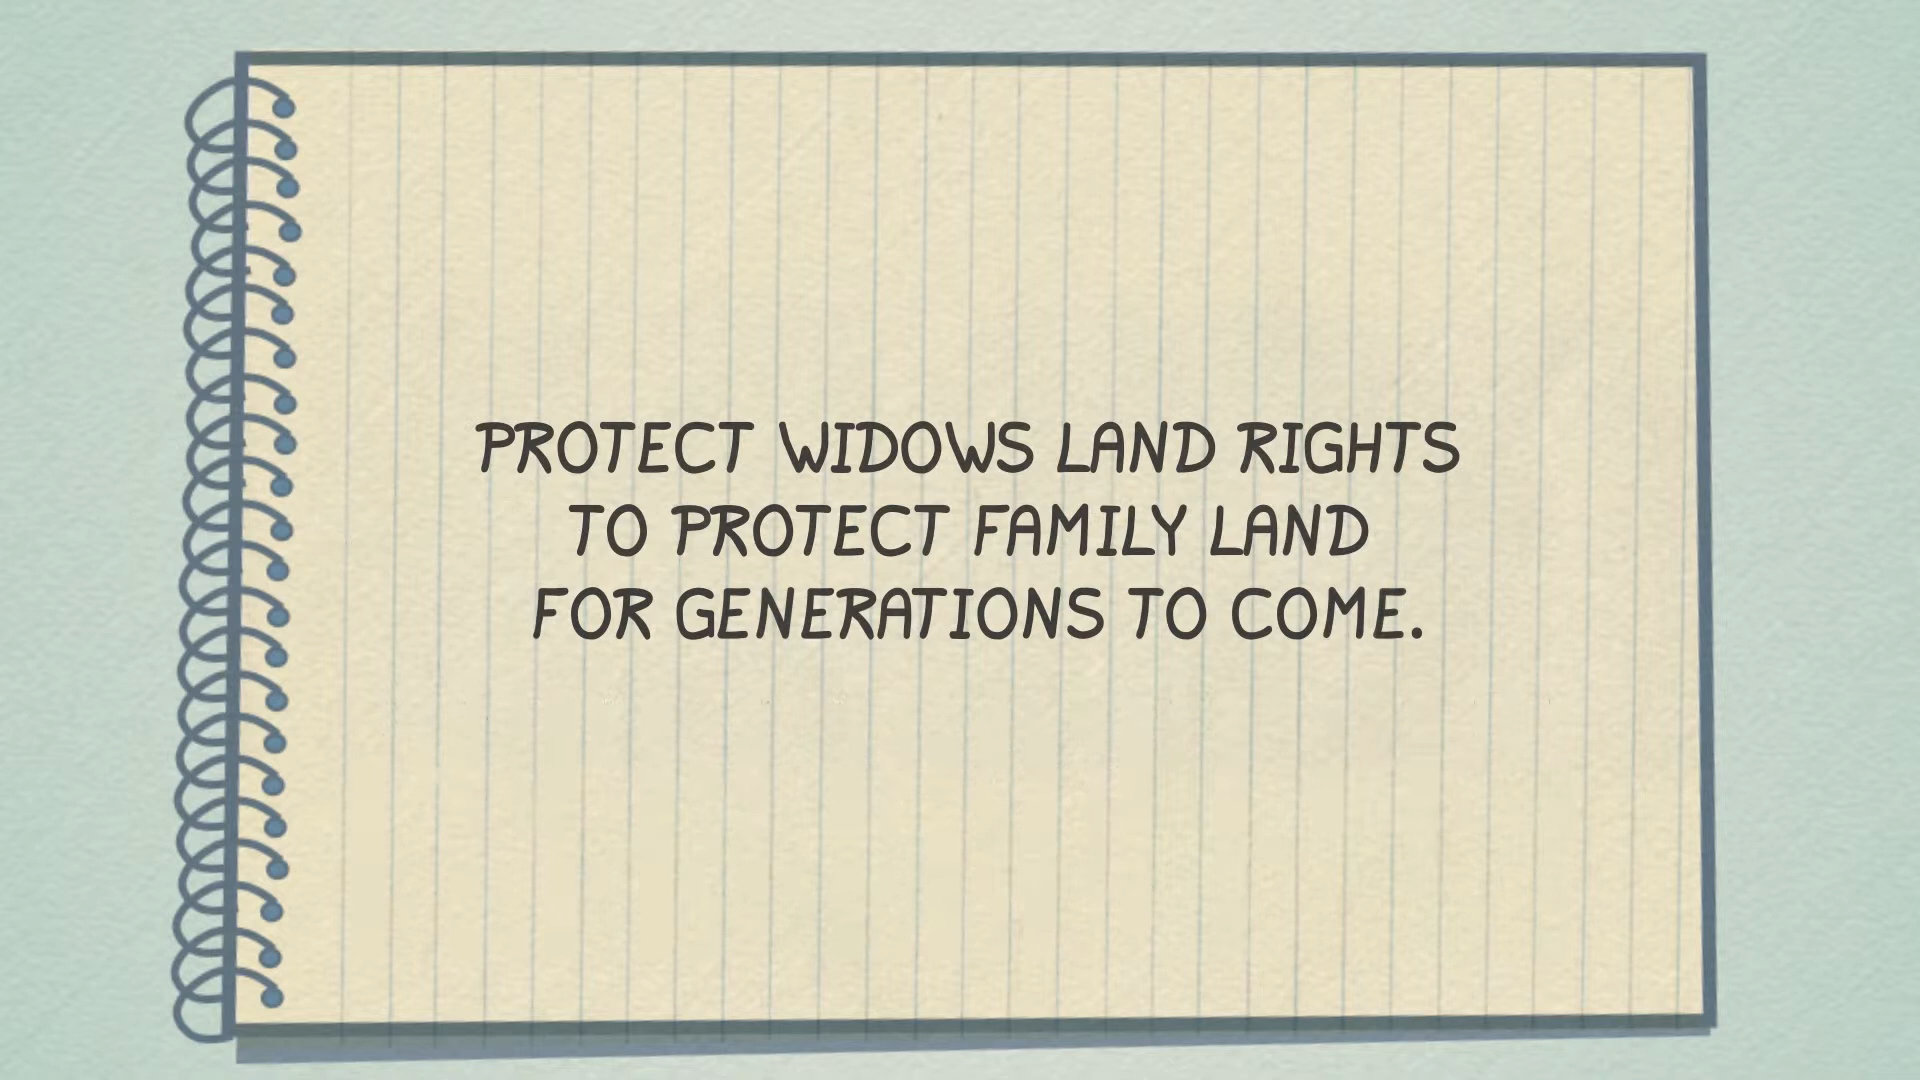 PROTECT WIDOWS LAND RIGHTS
TO PROTECT FAMILY LAND
FOR GENERATIONS TO COME.